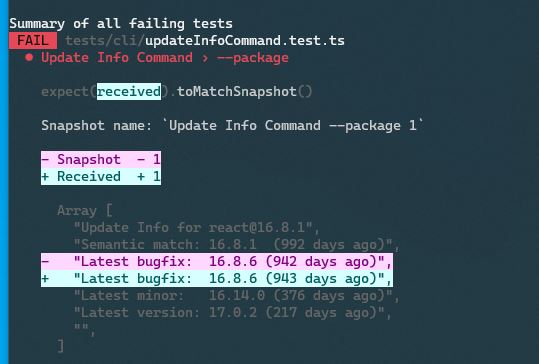 Summary of all failing tests
FAIL tests/cli/updateInfoCommand.test.ts
● Update Info Command › --package
expect(received).toMatchSnapshot()
Snapshot name: `Update Info Command --package 1`
- Snapshot  - 1
+ Received  + 1
Array [
"Update Info for react@16.8.1",
"Semantic match: 16.8.1  (992 days ago)",
-   "Latest bugfix:  16.8.6 (942 days ago)",
+   "Latest bugfix:  16.8.6 (943 days ago)",
"Latest minor:   16.14.0 (376 days ago)",
"Latest version: 17.0.2 (217 days ago)",
"",
]